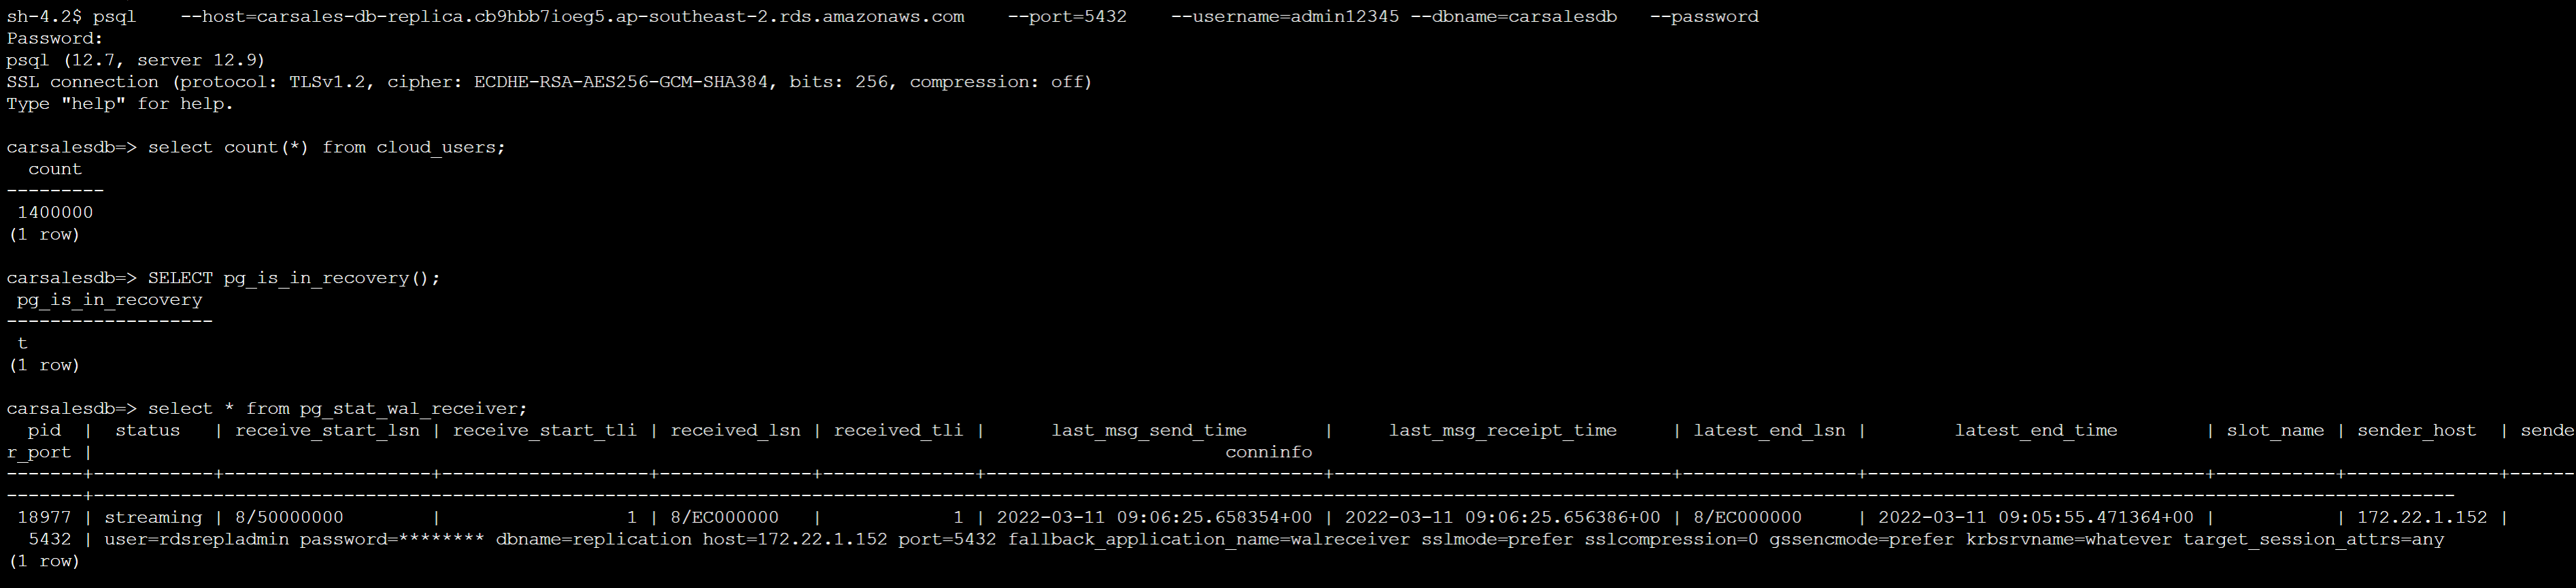 sh-4.2$ psql    --host=carsales-db-replica.cb9hbb7ioeg5.ap-southeast-2.rds.amazonaws.com    --port=5432    --username=admin12345 --dbname=carsalesdb   --password
Password:
psql (12.7, server 12.9)
SSL connection (protocol: TLSv1.2, cipher: ECDHE-RSA-AES256-GCM-SHA384, bits: 256, compression: off)
Type "help" for help.

carsalesdb=> select count(*) from cloud_users;
  count
---------
 1400000
(1 row)

carsalesdb=> SELECT pg_is_in_recovery();
 pg_is_in_recovery
-------------------
 t
(1 row)

carsalesdb=> select * from pg_stat_wal_receiver;
  pid  |  status   | receive_start_lsn | receive_start_tli | received_lsn | received_tli |      last_msg_send_time       |     last_msg_receipt_time     | latest_end_lsn |        latest_end_time        | slot_name | sender_host  | sende
r_port |                                                                                                         conninfo
-------+-----------+-------------------+-------------------+--------------+--------------+-------------------------------+-------------------------------+----------------+-------------------------------+-----------+--------------+------
-------+-------------------------------------------------------------------------------------------------------------------------------------------------------------------------------------------------------------------------
 18977 | streaming | 8/50000000        |                 1 | 8/EC000000   |            1 | 2022-03-11 09:06:25.658354+00 | 2022-03-11 09:06:25.656386+00 | 8/EC000000     | 2022-03-11 09:05:55.471364+00 |           | 172.22.1.152 |
  5432 | user=rdsrepladmin password=******** dbname=replication host=172.22.1.152 port=5432 fallback_application_name=walreceiver sslmode=prefer sslcompression=0 gssencmode=prefer krbsrvname=whatever target_session_attrs=any
(1 row)